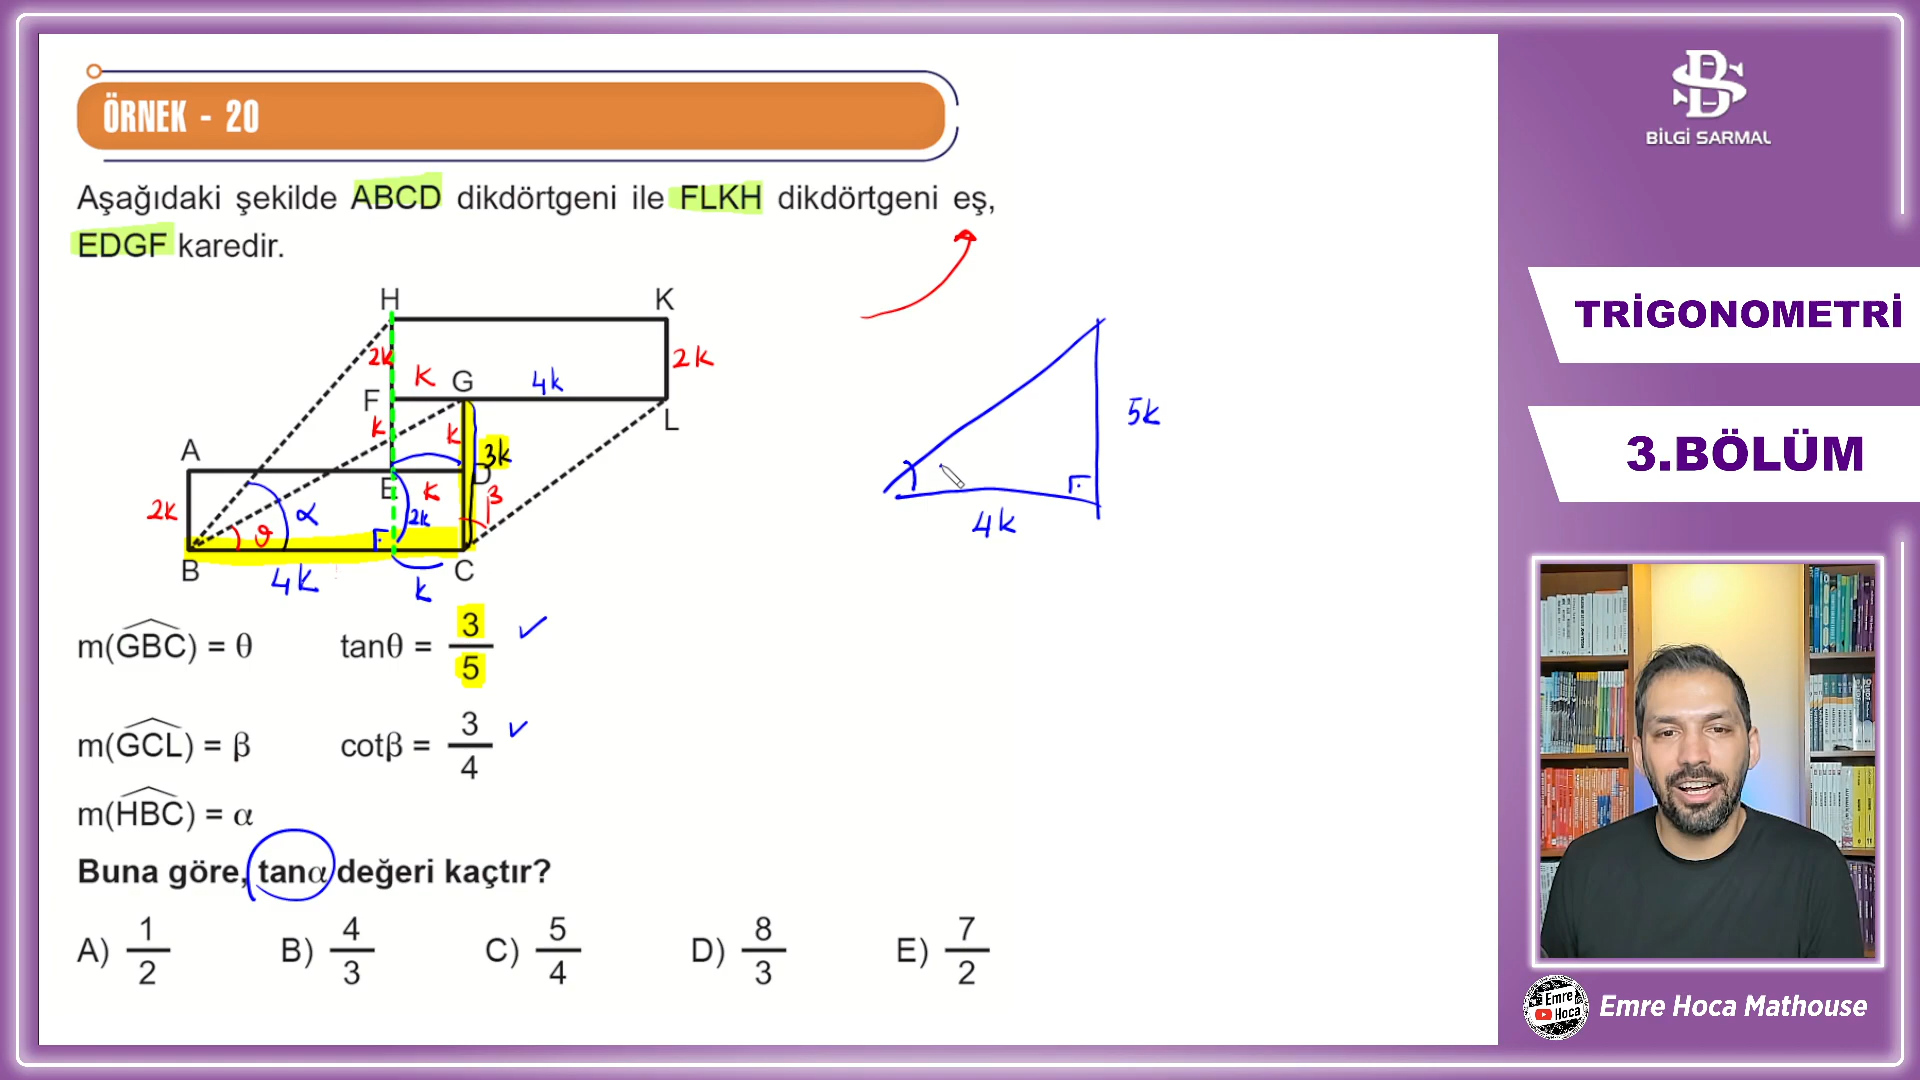 ÖRNEK - 20
Aşağıdaki şekilde ABCD dikdörtgeni ile FLKH dikdörtgeni eş,
EDGF karedir.
H K
2k 2k
K G 4k
F L
k k
A 3k
E D
2k k β
θ α 2k
B C
4k k
5k
4k
m(GBC) = θ tanθ = 3/5
m(GCL) = β cotβ = 3/4
m(HBC) = α
Buna göre, tanα değeri kaçtır?
A) 1/2 B) 4/3 C) 5/4 D) 8/3 E) 7/2
BİLGİ SARMAL
TRİGONOMETRİ
3.BÖLÜM
Emre Hoca
Emre Hoca Mathouse